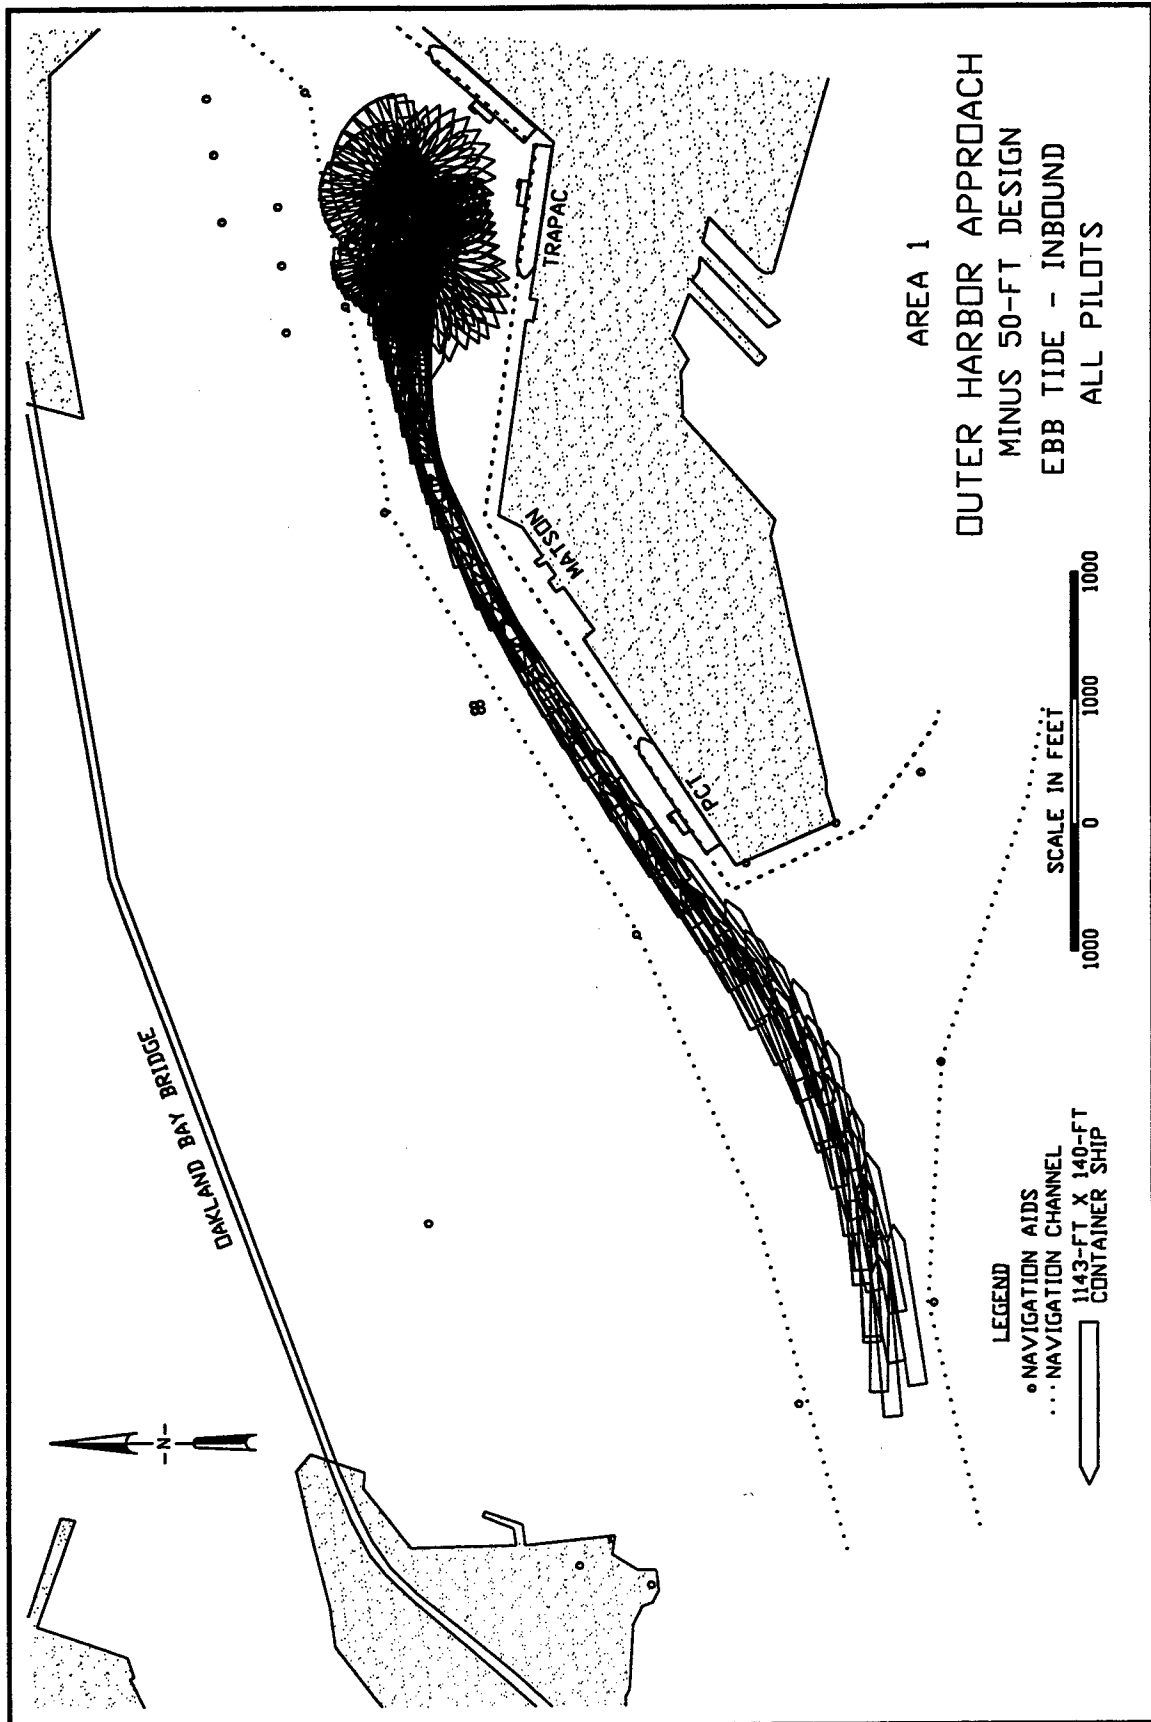 OAKLAND BAY BRIDGE
-N-
TRAPAC
MATSON
PCT
AREA 1
OUTER HARBOR APPROACH
MINUS 50-FT DESIGN
EBB TIDE - INBOUND
ALL PILOTS
LEGEND
NAVIGATION AIDS
NAVIGATION CHANNEL
1143-FT X 140-FT
CONTAINER SHIP
SCALE IN FEET
1000 0 1000 1000